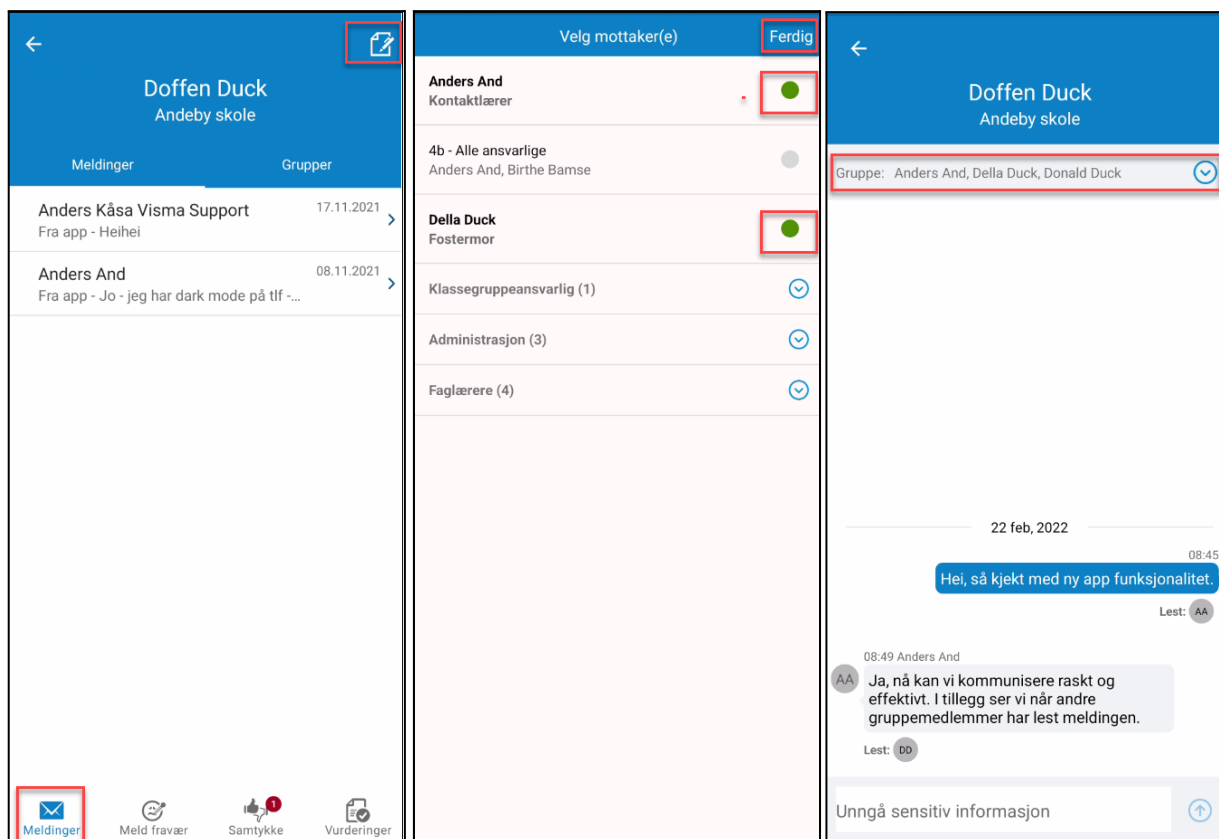 Doffen Duck
Andeby skole
Meldinger
Grupper
Anders Kåsa Visma Support
17.11.2021
Fra app - Heihei
Anders And
08.11.2021
Fra app - Jo - jeg har dark mode på tlf -...
Meldinger
Meld fravær
1
Samtykke
Vurderinger
Velg mottaker(e)
Ferdig
Anders And
Kontaktlærer
4b - Alle ansvarlige
Anders And, Birthe Bamse
Della Duck
Fostermor
Klassegruppeansvarlig (1)
Administrasjon (3)
Faglærere (4)
Doffen Duck
Andeby skole
Gruppe: Anders And, Della Duck, Donald Duck
22 feb, 2022
08:45
Hei, så kjekt med ny app funksjonalitet.
Lest: AA
08:49 Anders And
AA
Ja, nå kan vi kommunisere raskt og
effektivt. I tillegg ser vi når andre
gruppemedlemmer har lest meldingen.
Lest: DD
Unngå sensitiv informasjon